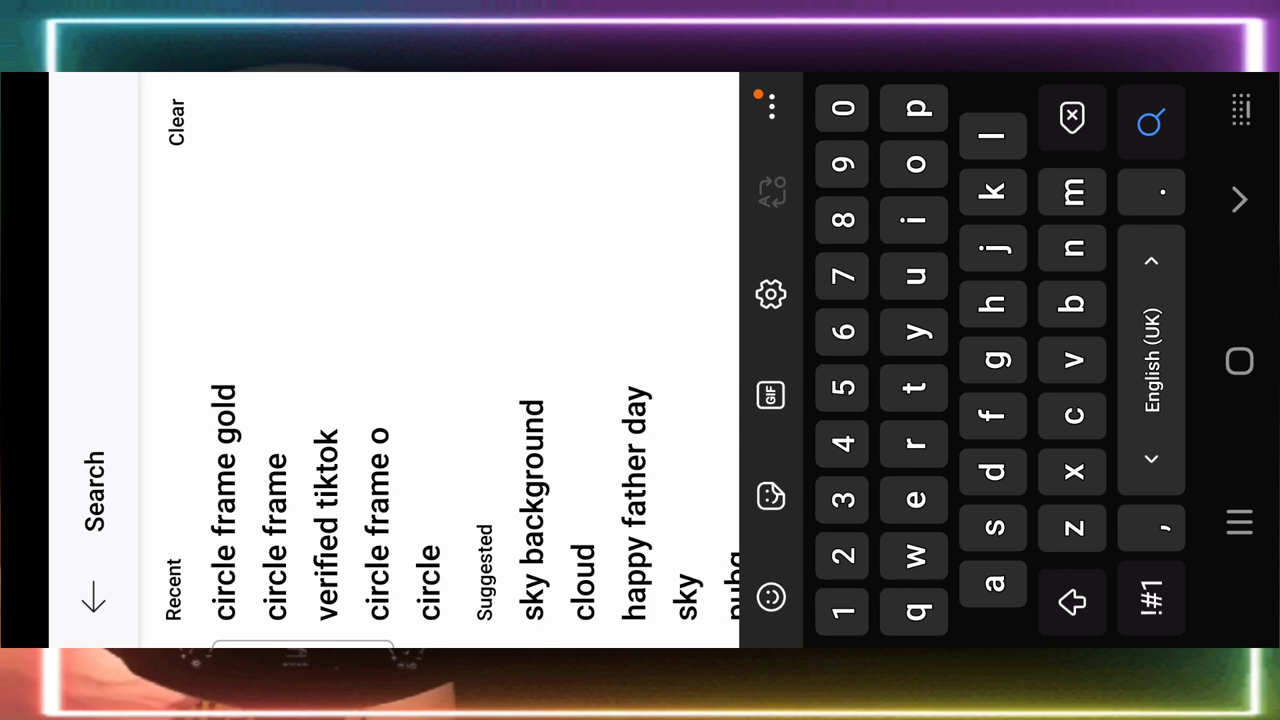 Search
Recent
Clear
circle frame gold
circle frame
verified tiktok
circle frame o
circle
Suggested
sky background
cloud
happy father day
sky
pubg
GIF
1 2 3 4 5 6 7 8 9 0
q w e r t y u i o p
a s d f g h j k l
z x c v b n m
!#1 , < English (UK) > .